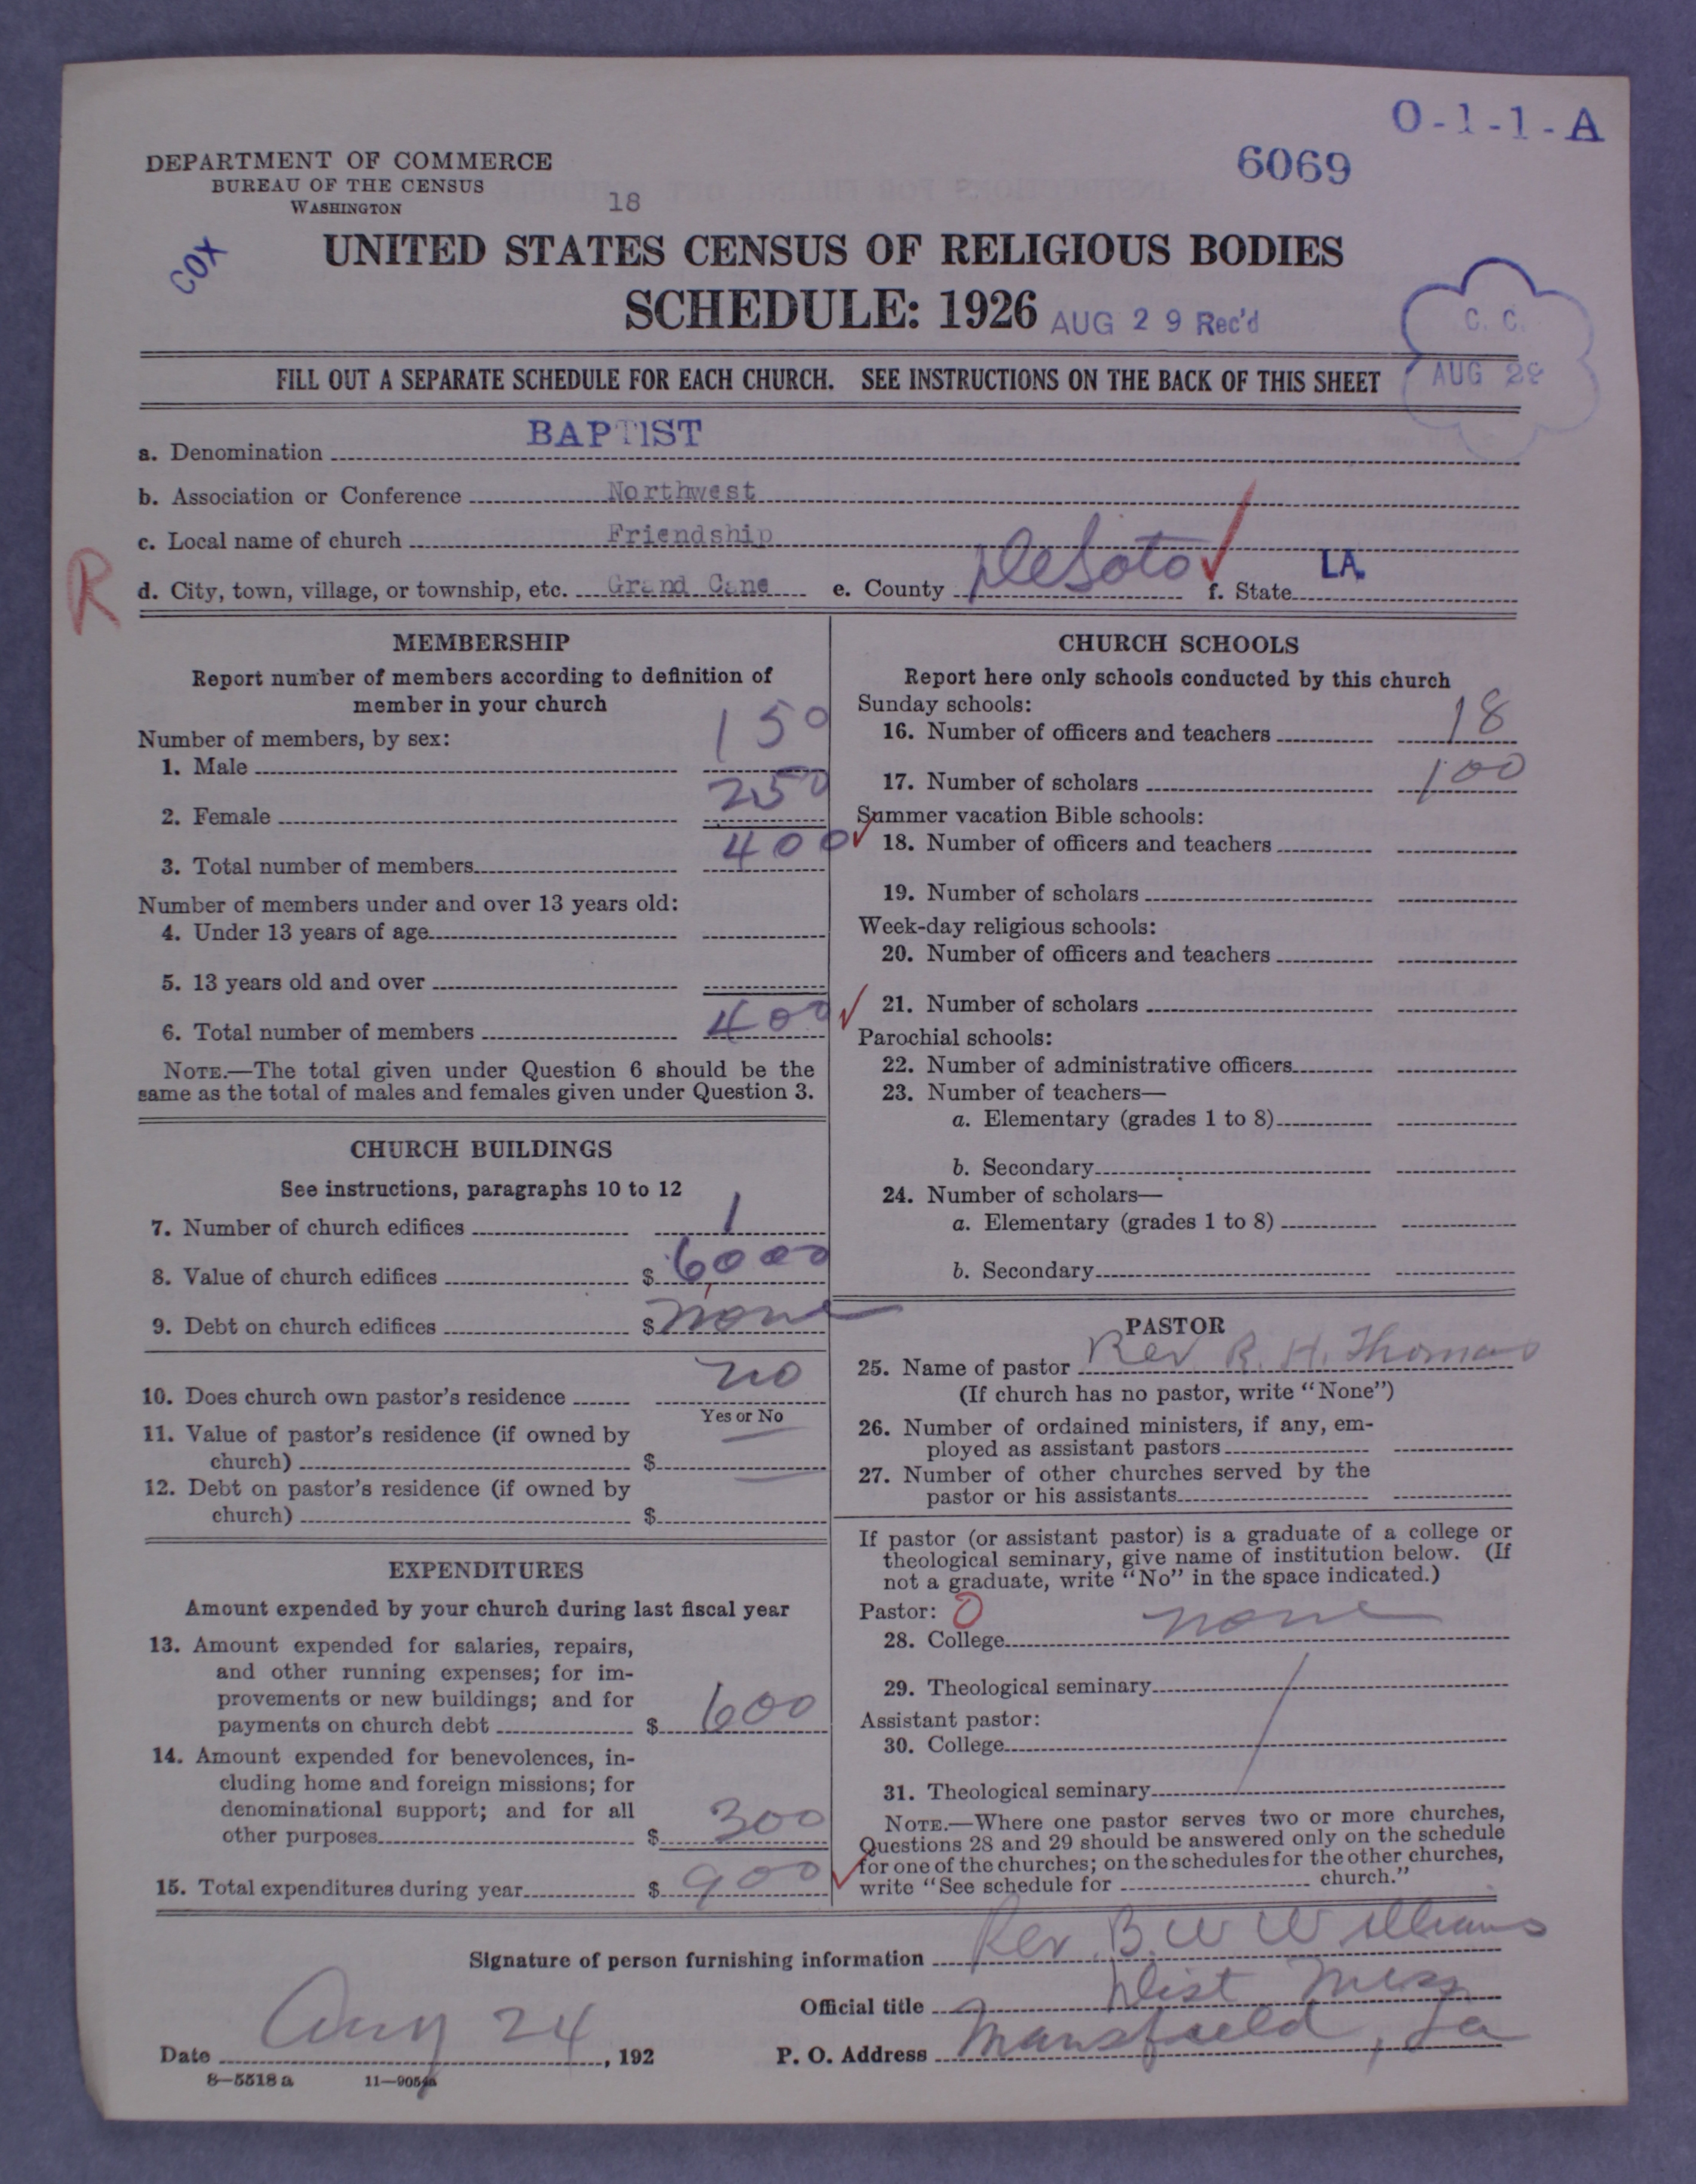 O-1-1-A
6069
DEPARTMENT OF COMMERCE
BUREAU OF THE CENSUS
WASHINGTON
18
COX
UNITED STATES CENSUS OF RELIGIOUS BODIES
SCHEDULE: 1926
AUG 29 Rec'd
C. C.
AUG 29
FILL OUT A SEPARATE SCHEDULE FOR EACH CHURCH. SEE INSTRUCTIONS ON THE BACK OF THIS SHEET
a. Denomination BAPTIST
b. Association or Conference Northwest
c. Local name of church Friendship
R
d. City, town, village, or township, etc. Grand Cane e. County DeSoto f. State LA.
MEMBERSHIP
Report number of members according to definition of
member in your church
Number of members, by sex:
1. Male 150
2. Female 250
3. Total number of members 400
Number of members under and over 13 years old:
4. Under 13 years of age
5. 13 years old and over
6. Total number of members 400
NOTE.—The total given under Question 6 should be the
same as the total of males and females given under Question 3.
CHURCH BUILDINGS
See instructions, paragraphs 10 to 12
7. Number of church edifices 1
8. Value of church edifices $ 6000
9. Debt on church edifices $ none
10. Does church own pastor's residence no
Yes or No
11. Value of pastor's residence (if owned by
church) $ —
12. Debt on pastor's residence (if owned by
church) $ —
EXPENDITURES
Amount expended by your church during last fiscal year
13. Amount expended for salaries, repairs,
and other running expenses; for im-
provements or new buildings; and for
payments on church debt $ 600
14. Amount expended for benevolences, in-
cluding home and foreign missions; for
denominational support; and for all
other purposes $ 300
15. Total expenditures during year $ 900
CHURCH SCHOOLS
Report here only schools conducted by this church
Sunday schools:
16. Number of officers and teachers 18
17. Number of scholars 100
Summer vacation Bible schools:
18. Number of officers and teachers
19. Number of scholars
Week-day religious schools:
20. Number of officers and teachers
21. Number of scholars
Parochial schools:
22. Number of administrative officers
23. Number of teachers—
a. Elementary (grades 1 to 8)
b. Secondary
24. Number of scholars—
a. Elementary (grades 1 to 8)
b. Secondary
PASTOR
25. Name of pastor Rev. R. H. Thomas
(If church has no pastor, write "None")
26. Number of ordained ministers, if any, em-
ployed as assistant pastors
27. Number of other churches served by the
pastor or his assistants
If pastor (or assistant pastor) is a graduate of a college or
theological seminary, give name of institution below. (If
not a graduate, write "No" in the space indicated.)
Pastor: 0
28. College none
29. Theological seminary
Assistant pastor:
30. College
31. Theological seminary
NOTE.—Where one pastor serves two or more churches,
Questions 28 and 29 should be answered only on the schedule
for one of the churches; on the schedules for the other churches,
write "See schedule for church."
Signature of person furnishing information Rev. B. W Williams
Official title Dist Miss
Date Aug 24, 192
P. O. Address Mansfield, La
8—5518 a 11—9054a